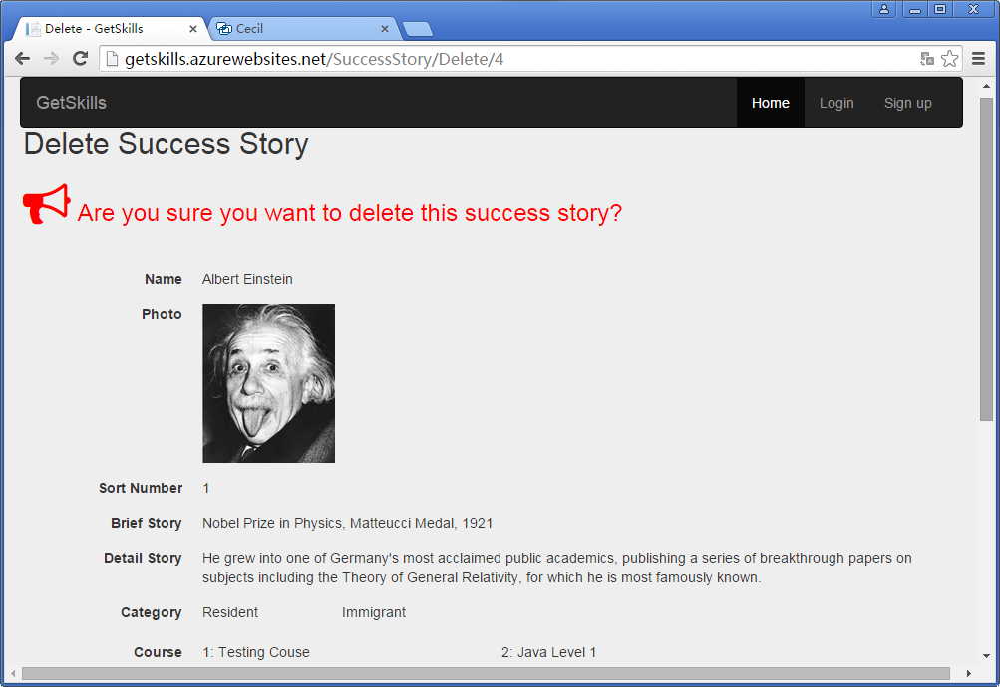 Delete - GetSkills
Cecil
getskills.azurewebsites.net/SuccessStory/Delete/4
GetSkills Home Login Sign up
Delete Success Story
Are you sure you want to delete this success story?
Name Albert Einstein
Photo
Sort Number 1
Brief Story Nobel Prize in Physics, Matteucci Medal, 1921
Detail Story He grew into one of Germany's most acclaimed public academics, publishing a series of breakthrough papers on
subjects including the Theory of General Relativity, for which he is most famously known.
Category Resident Immigrant
Course 1: Testing Couse 2: Java Level 1